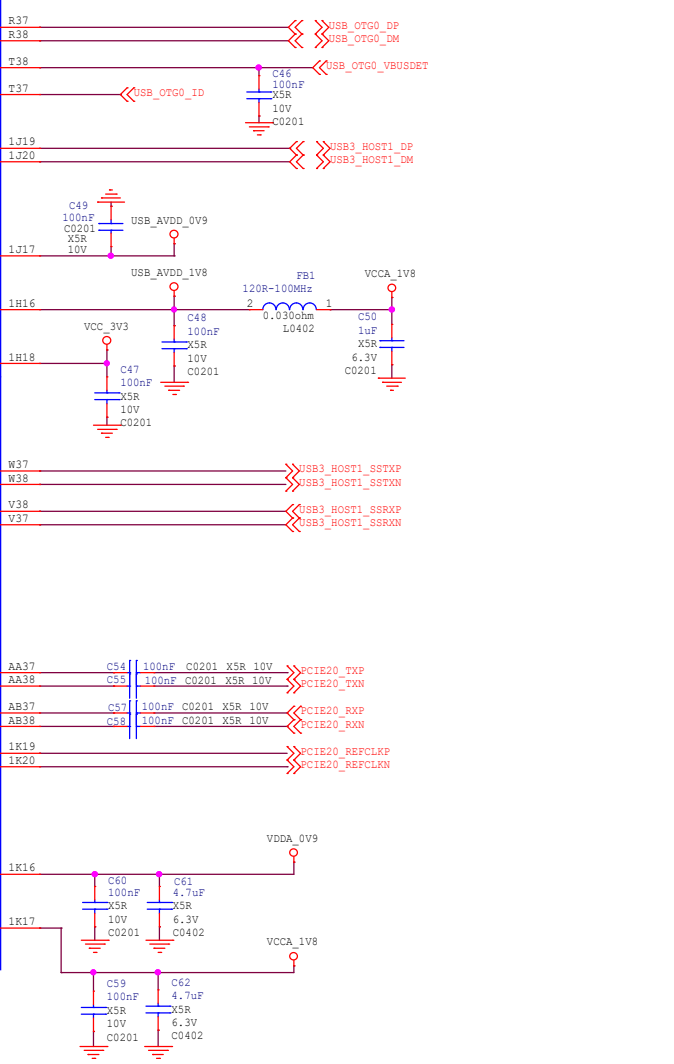 R37
USB_OTG0_DP
R38
USB_OTG0_DM
T38
USB_OTG0_VBUSDET
C46
100nF
X5R
10V
C0201
T37
USB_OTG0_ID
1J19
USB3_HOST1_DP
1J20
USB3_HOST1_DM
C49
100nF
C0201
X5R
10V
USB_AVDD_0V9
1J17
USB_AVDD_1V8
FB1
120R-100MHz
VCCA_1V8
1H16
2
1
0.030ohm
L0402
C48
100nF
X5R
10V
C0201
C50
1uF
X5R
6.3V
C0201
VCC_3V3
1H18
C47
100nF
X5R
10V
C0201
W37
USB3_HOST1_SSTXP
W38
USB3_HOST1_SSTXN
V38
USB3_HOST1_SSRXP
V37
USB3_HOST1_SSRXN
AA37 C54 100nF C0201 X5R 10V PCIE20_TXP
AA38 C55 100nF C0201 X5R 10V PCIE20_TXN
AB37 C57 100nF C0201 X5R 10V PCIE20_RXP
AB38 C58 100nF C0201 X5R 10V PCIE20_RXN
1K19 PCIE20_REFCLKP
1K20 PCIE20_REFCLKN
VDDA_0V9
1K16
C60
100nF
X5R
10V
C0201
C61
4.7uF
X5R
6.3V
C0402
1K17
VCCA_1V8
C59
100nF
X5R
10V
C0201
C62
4.7uF
X5R
6.3V
C0402